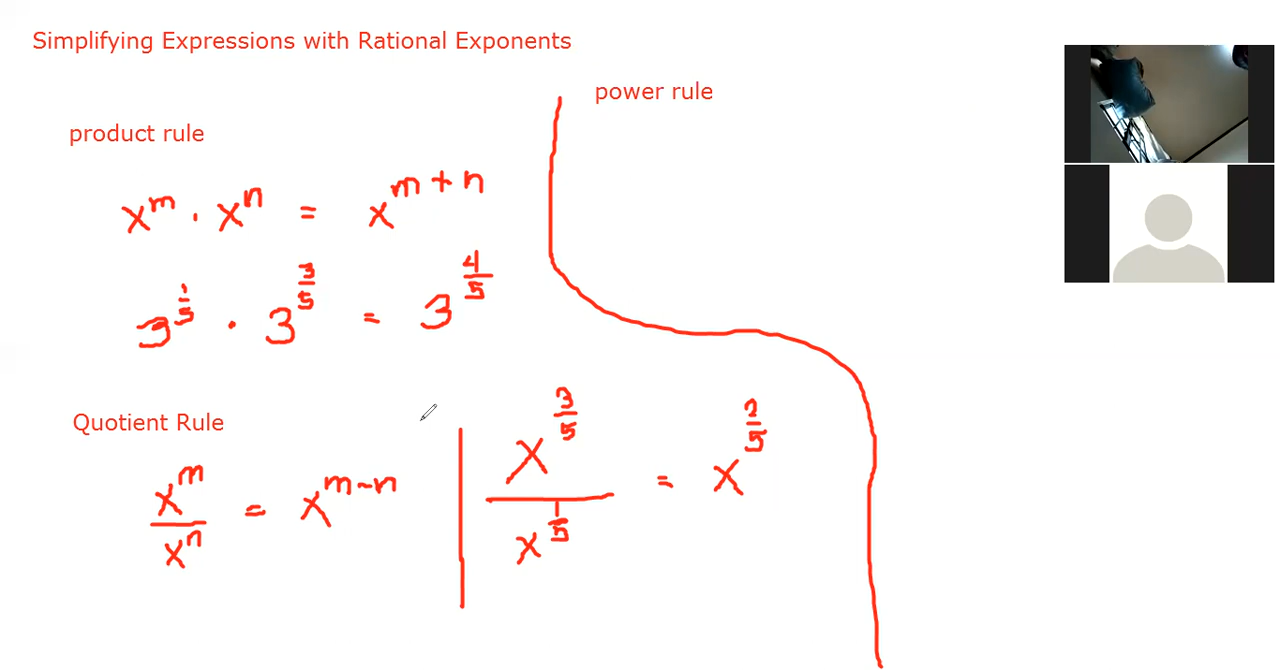 Simplifying Expressions with Rational Exponents
power rule
product rule
x^m · x^n = x^(m+n)
3^(1/5) · 3^(3/5) = 3^(4/5)
Quotient Rule
x^m / x^n = x^(m-n)
x^(3/5) / x^(1/5) = x^(2/5)